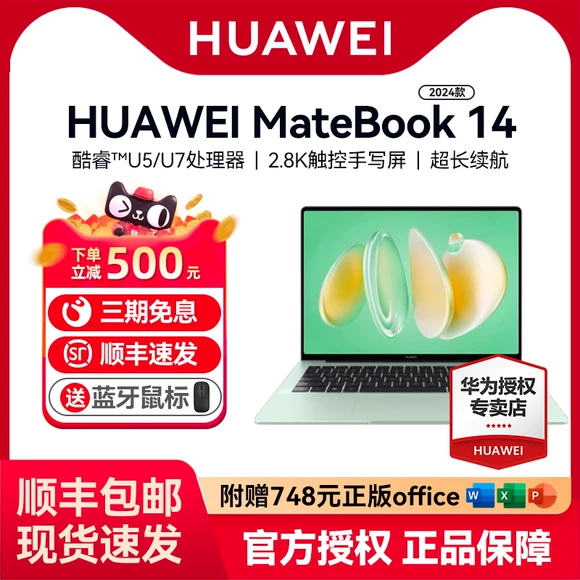 HUAWEI
2024款
HUAWEI MateBook 14
酷睿™U5/U7处理器 | 2.8K触控手写屏 | 超长续航
下单
立减500元
三期免息
SF 顺丰速发
送 蓝牙鼠标
HUAWEI
华为授权
专卖店
HUAWEI
顺丰包邮
现货速发
附赠748元正版office W X P
官方授权 正品保障